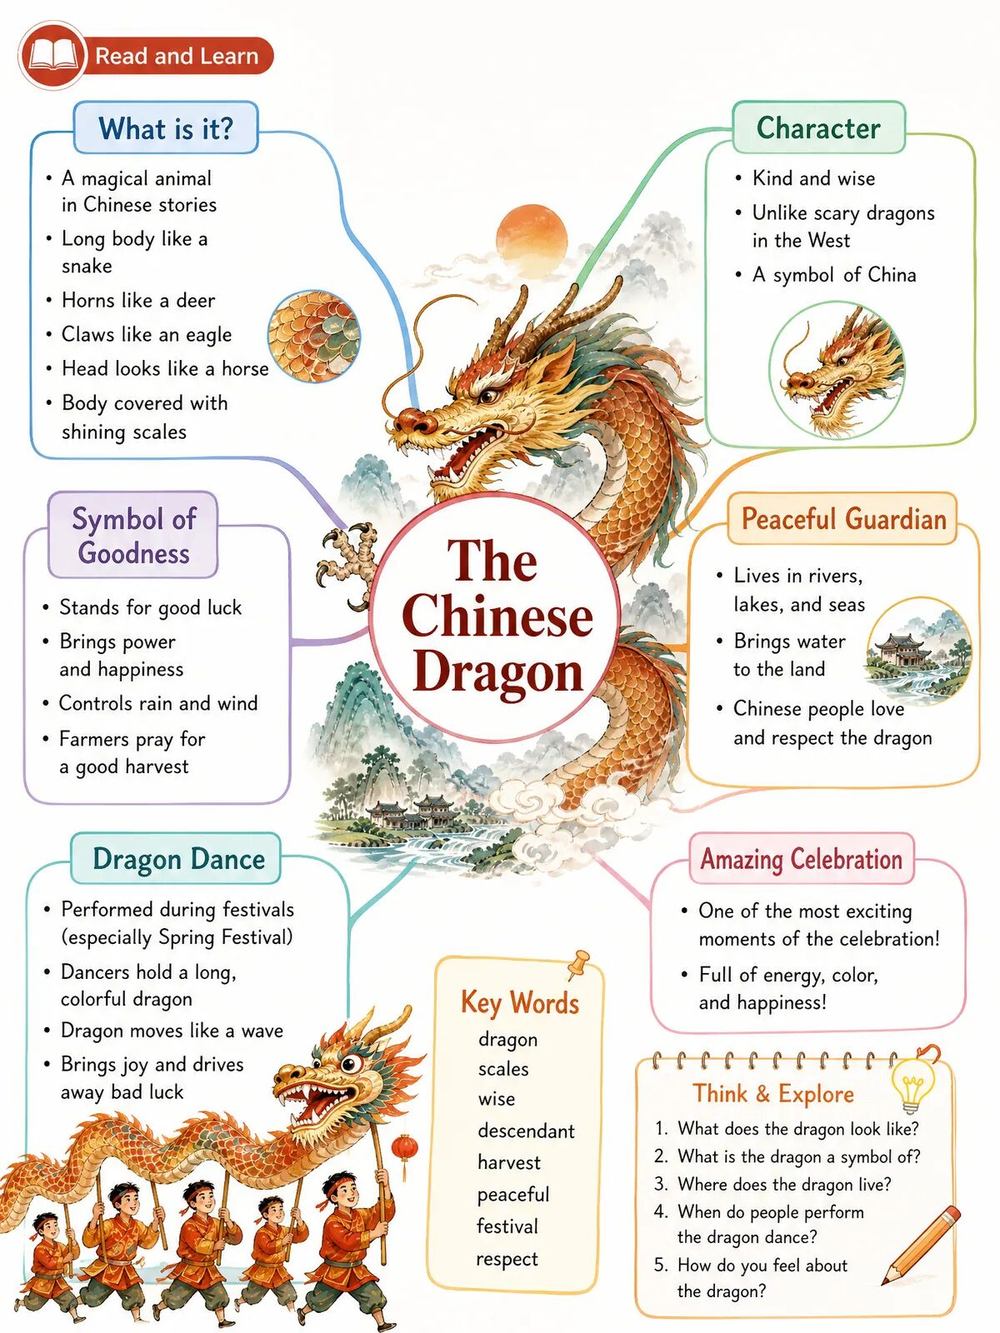 Read and Learn
What is it?
• A magical animal
in Chinese stories
• Long body like a
snake
• Horns like a deer
• Claws like an eagle
• Head looks like a horse
• Body covered with
shining scales
Character
• Kind and wise
• Unlike scary dragons
in the West
• A symbol of China
The
Chinese
Dragon
Symbol of
Goodness
• Stands for good luck
• Brings power
and happiness
• Controls rain and wind
• Farmers pray for
a good harvest
Peaceful Guardian
• Lives in rivers,
lakes, and seas
• Brings water
to the land
• Chinese people love
and respect the dragon
Dragon Dance
• Performed during festivals
(especially Spring Festival)
• Dancers hold a long,
colorful dragon
• Dragon moves like a wave
• Brings joy and drives
away bad luck
Amazing Celebration
• One of the most exciting
moments of the celebration!
• Full of energy, color,
and happiness!
Key Words
dragon
scales
wise
descendant
harvest
peaceful
festival
respect
Think & Explore
1. What does the dragon look like?
2. What is the dragon a symbol of?
3. Where does the dragon live?
4. When do people perform
the dragon dance?
5. How do you feel about
the dragon?